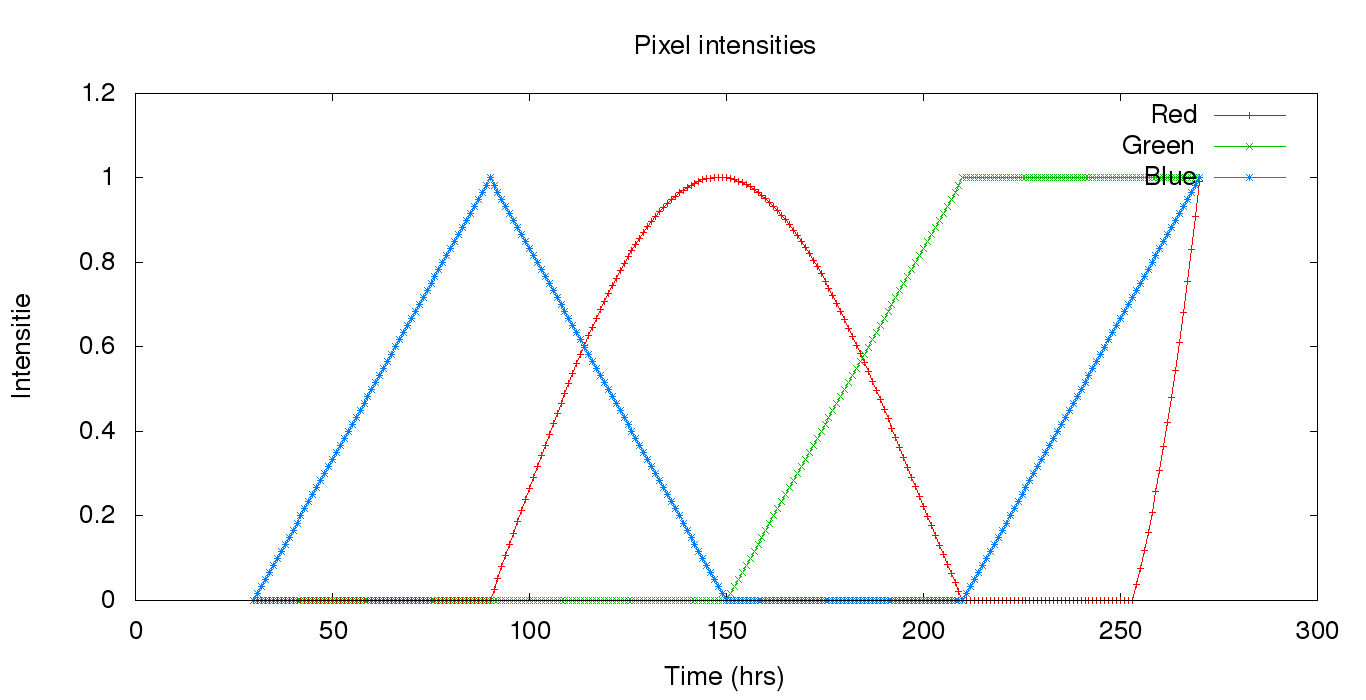 Pixel intensities
1.2
1
0.8
0.6
0.4
0.2
0
Intensitie
Red
Green
Blue
0 50 100 150 200 250 300
Time (hrs)